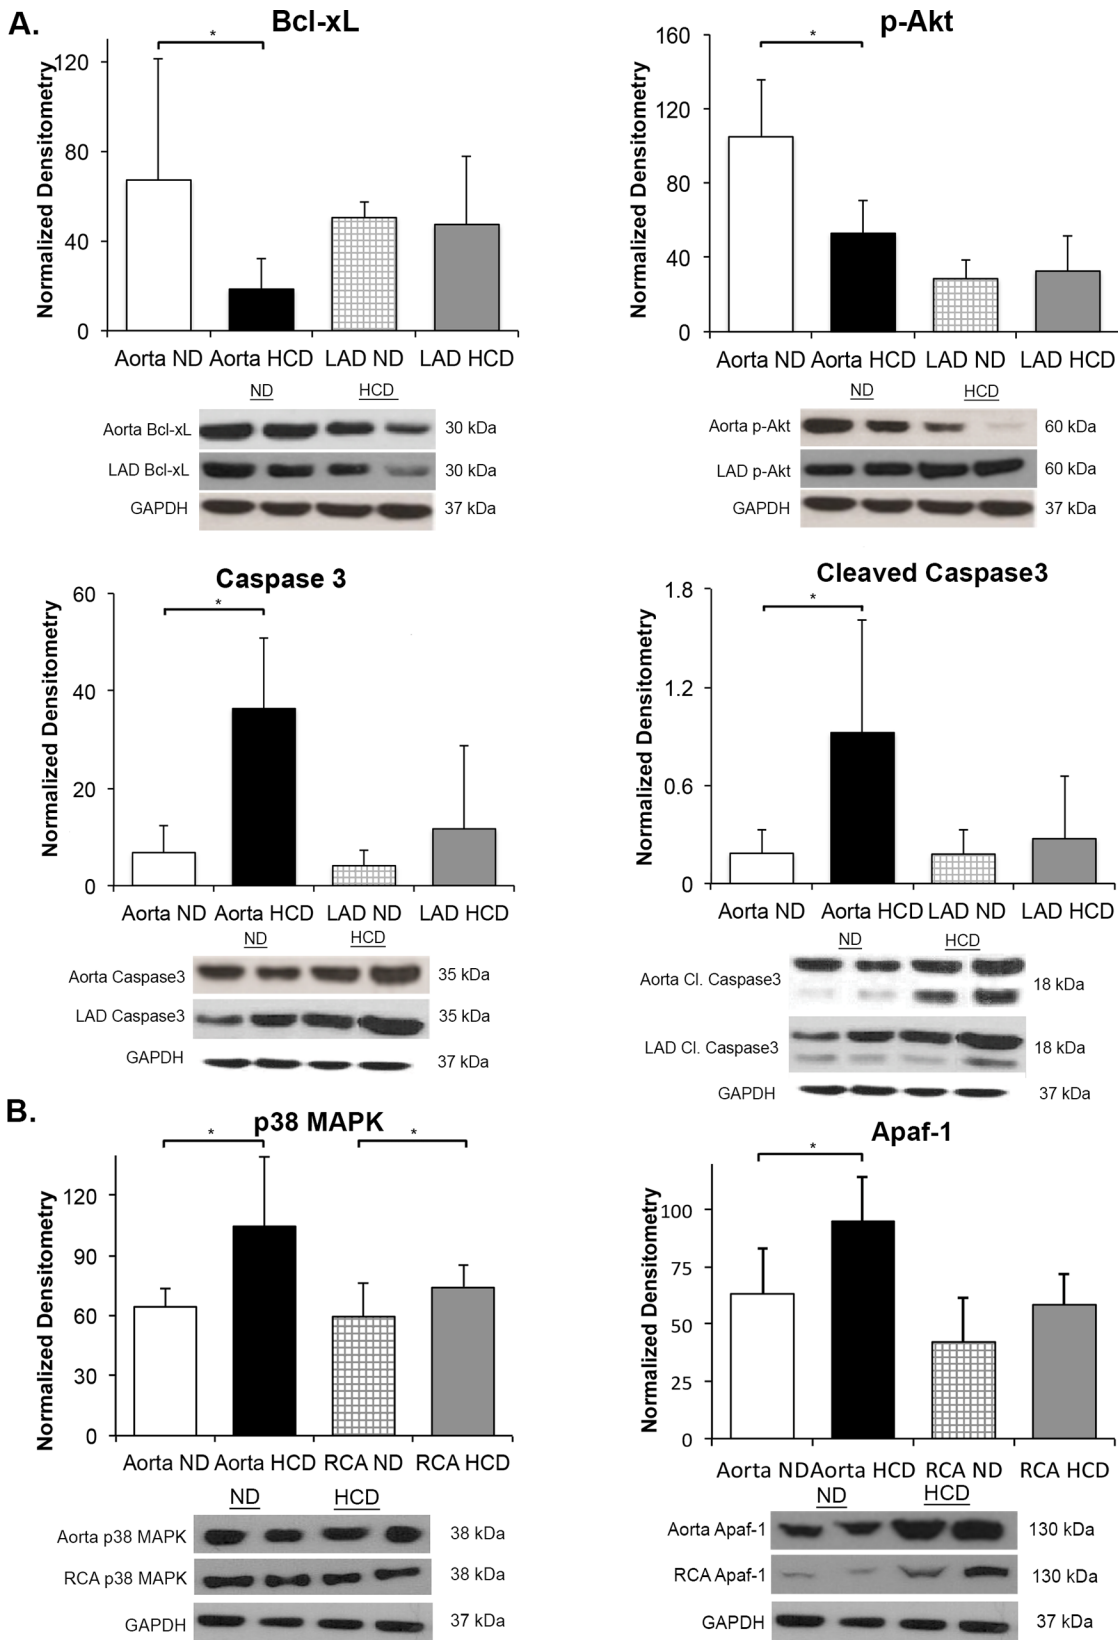 A.
Bcl-xL
*
Normalized Densitometry
120
80
40
0
Aorta ND Aorta HCD LAD ND LAD HCD
ND HCD
Aorta Bcl-xL 30 kDa
LAD Bcl-xL 30 kDa
GAPDH 37 kDa
p-Akt
*
Normalized Densitometry
160
120
80
40
0
Aorta ND Aorta HCD LAD ND LAD HCD
ND HCD
Aorta p-Akt 60 kDa
LAD p-Akt 60 kDa
GAPDH 37 kDa
Caspase 3
*
Normalized Densitometry
60
40
20
0
Aorta ND Aorta HCD LAD ND LAD HCD
ND HCD
Aorta Caspase3 35 kDa
LAD Caspase3 35 kDa
GAPDH 37 kDa
Cleaved Caspase3
*
Normalized Densitometry
1.8
1.2
0.6
0
Aorta ND Aorta HCD LAD ND LAD HCD
ND HCD
Aorta Cl. Caspase3 18 kDa
LAD Cl. Caspase3 18 kDa
GAPDH 37 kDa
B.
p38 MAPK
* *
Normalized Densitometry
120
90
60
30
0
Aorta ND Aorta HCD RCA ND RCA HCD
ND HCD
Aorta p38 MAPK 38 kDa
RCA p38 MAPK 38 kDa
GAPDH 37 kDa
Apaf-1
*
Normalized Densitometry
100
75
50
25
0
Aorta ND Aorta HCD RCA ND RCA HCD
ND HCD
Aorta Apaf-1 130 kDa
RCA Apaf-1 130 kDa
GAPDH 37 kDa